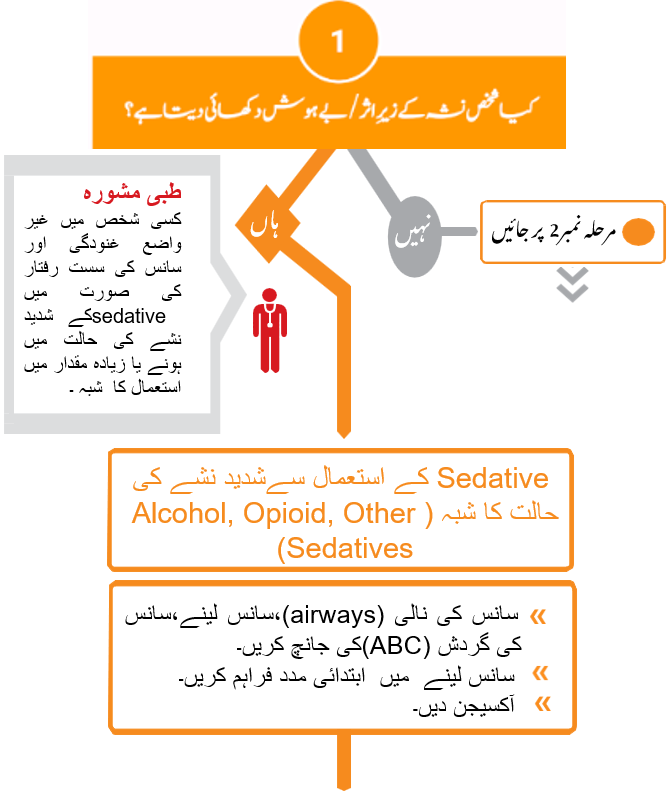 1
کیا شخص نشہ کے زیرِ اثر/بے ہوش دکھائی دیتا ہے؟
ہاں
نہیں
مرحلہ نمبر 2 پر جائیں
طبی مشورہ
کسی شخص میں غیر
واضع غنودگی اور
سانس کی سست رفتار
کی صورت میں
sedativeکے شدید
نشے کی حالت میں
ہونے یا زیادہ مقدار میں
استعمال کا شبہ ۔
Sedative کے استعمال سےشدید نشے کی
حالت کا شبہ ( Alcohol, Opioid, Other
Sedatives)
» سانس کی نالی (airways)،سانس لینے،سانس
کی گردش (ABC)کی جانچ کریں۔
» سانس لینے میں ابتدائی مدد فراہم کریں۔
» آکسیجن دیں۔